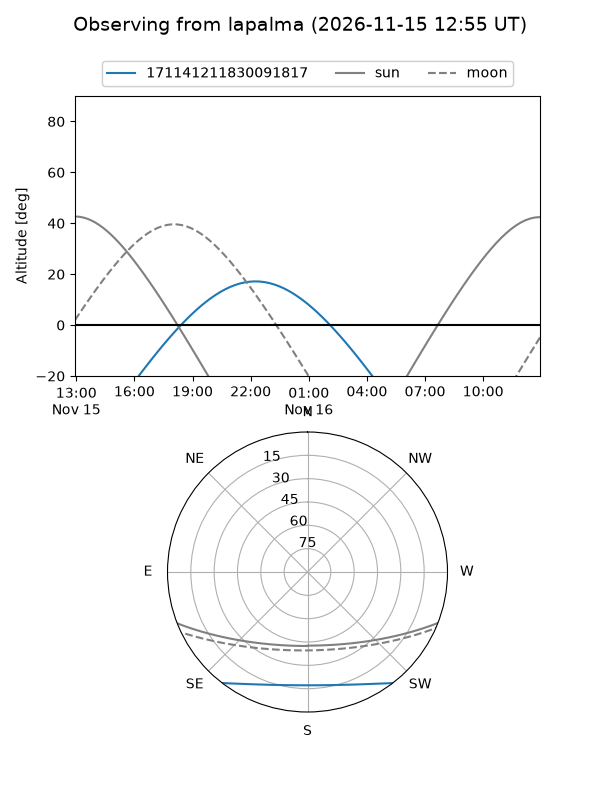 Observing from lapalma (2026-11-15 12:55 UT)
171141211830091817 sun moon
80
60
40
20
0
−20
Altitude [deg]
13:00 16:00 19:00 22:00 01:00 04:00 07:00 10:00
Nov 15 Nov 16
N
NE NW
15
30
45
60
75
E W
SE SW
S